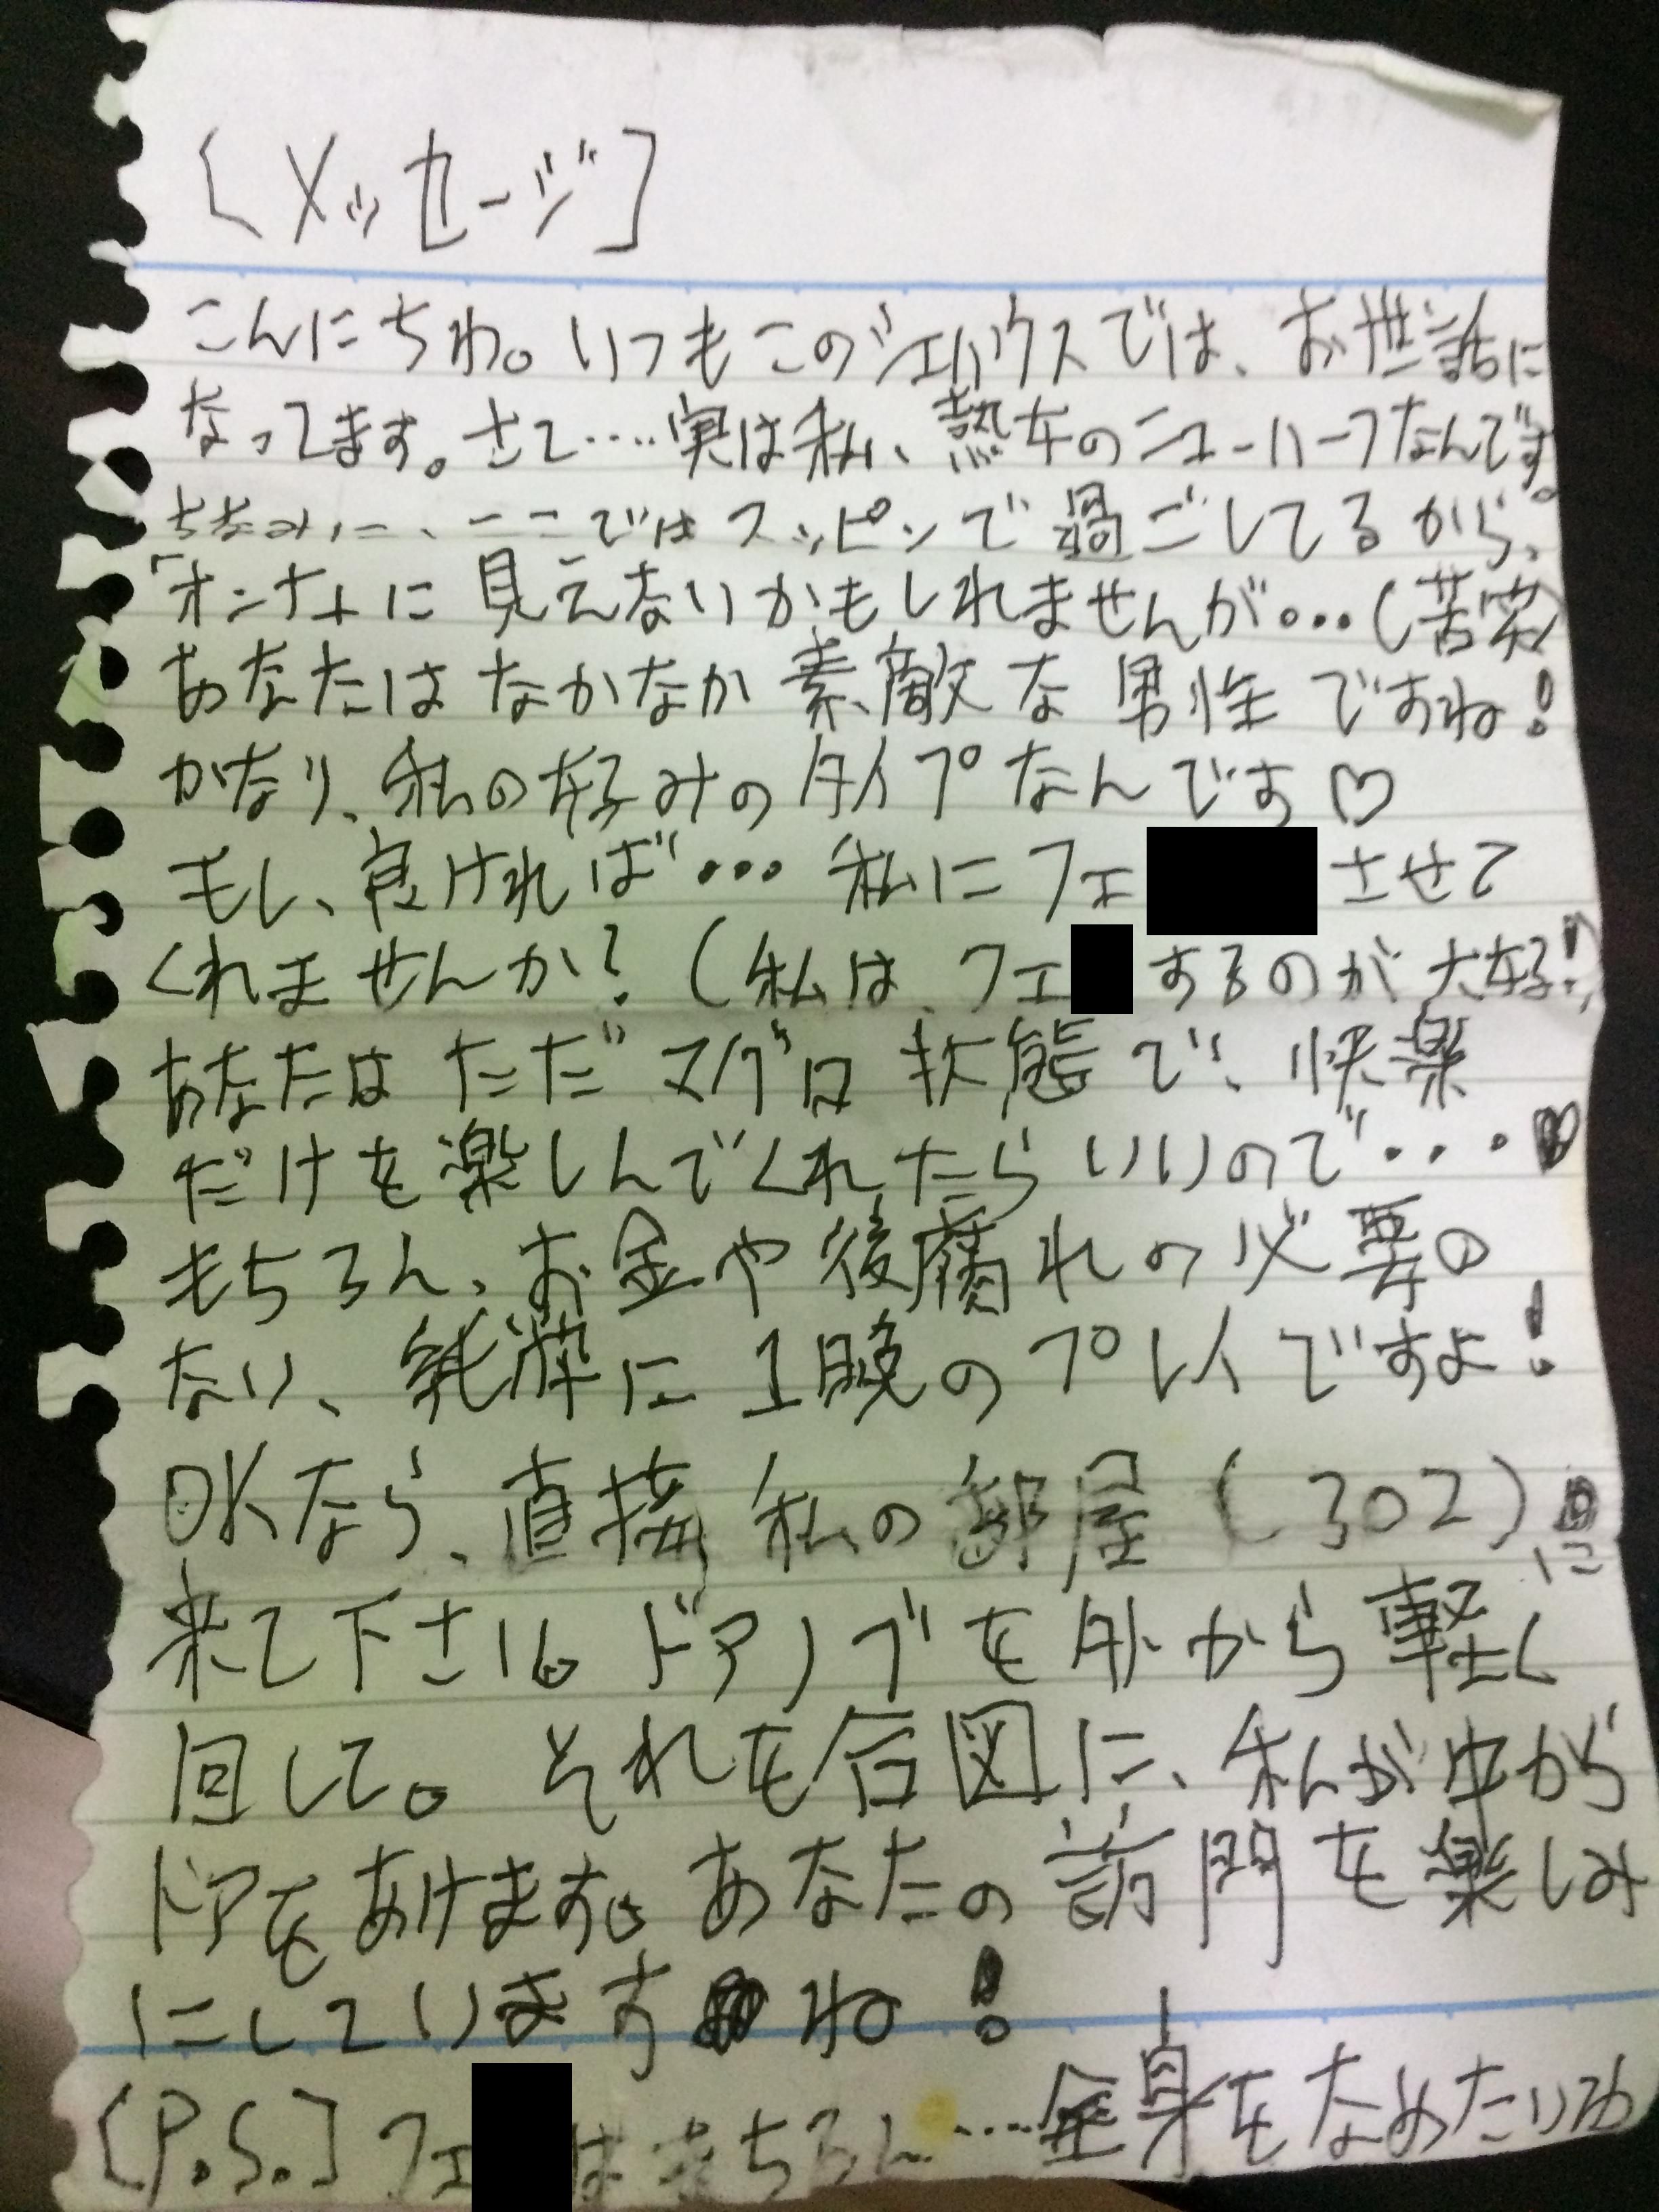 [メッセージ]
こんにちわ。いつもこのシェアハウスでは、お世話に
なってます。さて‥‥実は私、熟女のニューハーフなんです。
ちなみに、ここではスッピンで過ごしてるから、
「オンナ」に見えないかもしれませんが…(苦笑)
あなたはなかなか素敵な男性ですね!
かなり、私の好みのタイプなんです♡
もし、良ければ…私にフェ させて
くれませんか?(私は、フェ するのが大好き!)
あなたはただマグロ状態で、快楽
だけを楽しんでくれたらいいので・・・♥
もちろん、お金や後腐れの必要の
ない、純粋に1晩のプレイですよ!
OKなら、直接私の部屋(302)に
来て下さい。ドアノブを外から軽く
回して。それを合図に、私が中から
ドアをあけます。あなたの訪問を楽しみ
にしていますね!
[P.S.]フェ はもちろん‥‥全身をなめたいわ